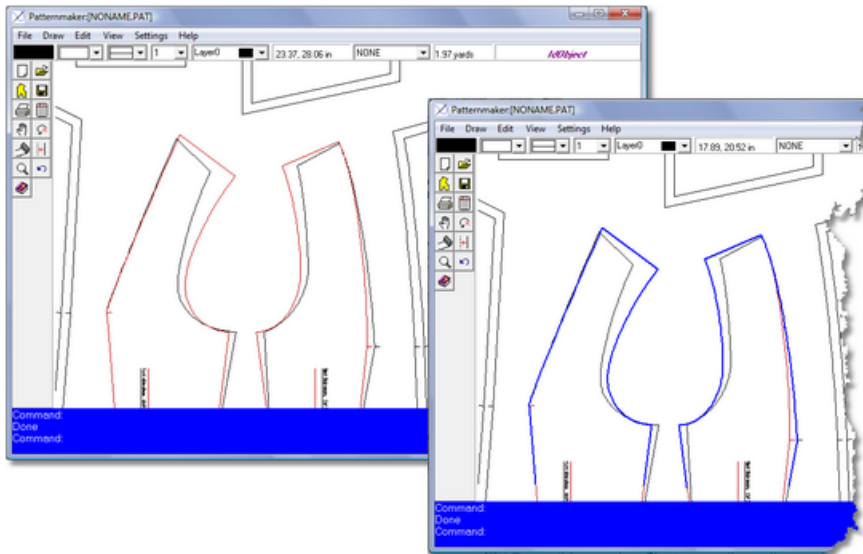 Patternmaker:[NONAME.PAT]
File Draw Edit View Settings Help
1 Layer0 23.37, 28.06 in NONE 1.97 yards IdObject
Command:
Done
Command:
Patternmaker:[NONAME.PAT]
File Draw Edit View Settings Help
1 Layer0 17.89, 20.52 in NONE
Command:
Done
Command: